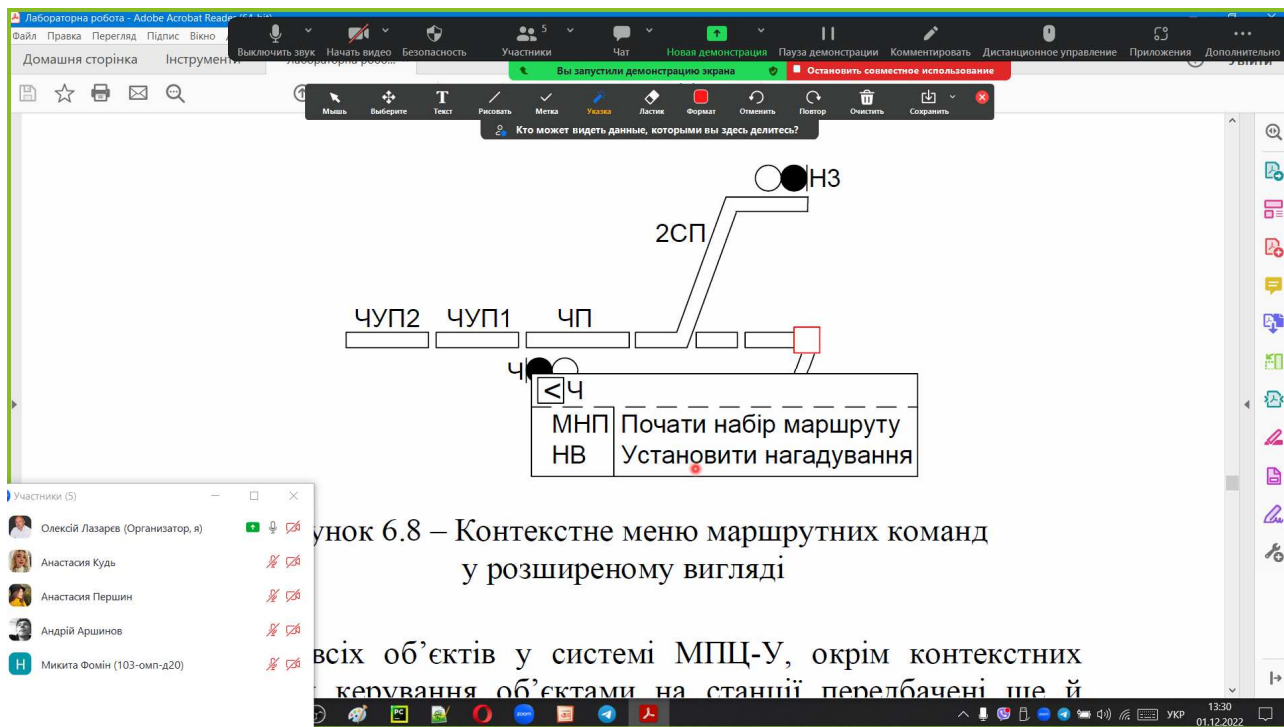 Лабораторна робота - Adobe Acrobat Reader (64-bit)
Файл Правка Перегляд Підпис Вікно
Выключить звук Начать видео Безопасность Участники 5 Чат Новая демонстрация Пауза демонстрации Комментировать Дистанционное управление Приложения Дополнительно
Домашня сторінка Інструменти Лабораторна робо...
Вы запустили демонстрацию экрана Остановить совместное использование
Мышь Выберите Текст Рисовать Метка Указка Ластик Формат Отменить Повтор Очистить Сохранить
Кто может видеть данные, которыми вы здесь делитесь?
Н3
2СП
ЧУП2 ЧУП1 ЧП
Ч
< Ч
МНП Почати набір маршруту
НВ Установити нагадування
Участники (5)
Олексій Лазарєв (Организатор, я)
Анастасия Кудь
Анастасия Першин
Андрій Аршинов
Н Микита Фомін (103-омп-д20)
унок 6.8 – Контекстне меню маршрутних команд
у розширеному вигляді
всіх об’єктів у системі МПЦ-У, окрім контекстних
керування об’єктами на станції передбачені ще й
PC zoom УКР 13:30
01.12.2022